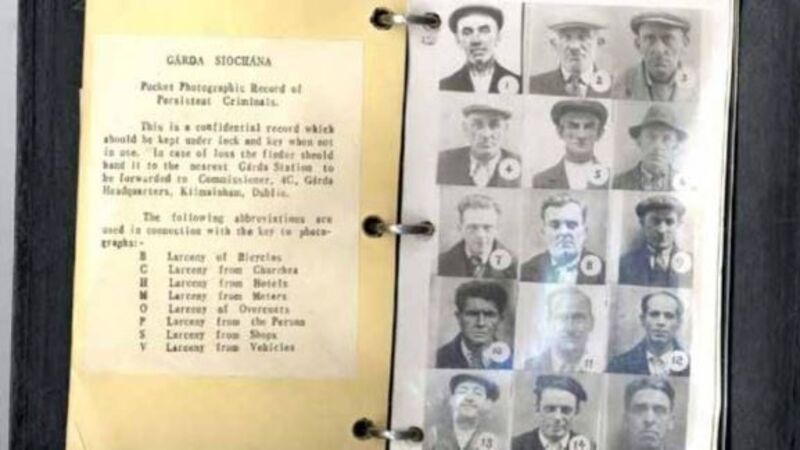 GÁRDA SIOCHÁNA
Pocket Photographic Record of
Persistent Criminals.
This is a confidential record which
should be kept under lock and key when not
in use. In case of loss the finder should
hand it to the nearest Gárda Station to
be forwarded to Commissioner, 4C, Gárda
Headquarters, Kilmainham, Dublin.
The following abbreviations are
used in connection with the key to photo-
graphs:-
B Larceny of Bicycles
C Larceny from Churches
H Larceny from Hotels
M Larceny from Meters
O Larceny of Overcoats
P Larceny from the Person
S Larceny from Shops
V Larceny from Vehicles
1 2 3
4 5 6
7 8 9
10 11 12
13 14